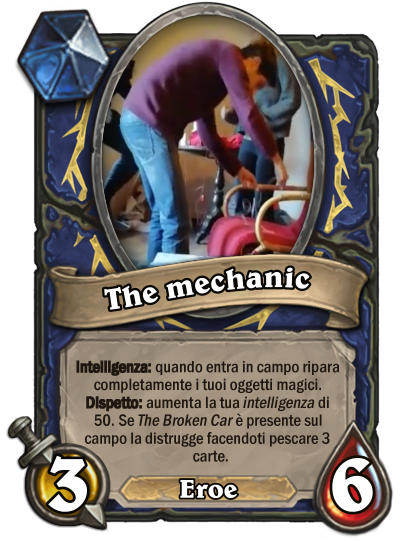 The mechanic
Intelligenza: quando entra in campo ripara
completamente i tuoi oggetti magici.
Dispetto: aumenta la tua intelligenza di
50. Se The Broken Car è presente sul
campo la distrugge facendoti pescare 3
carte.
3
Eroe
6